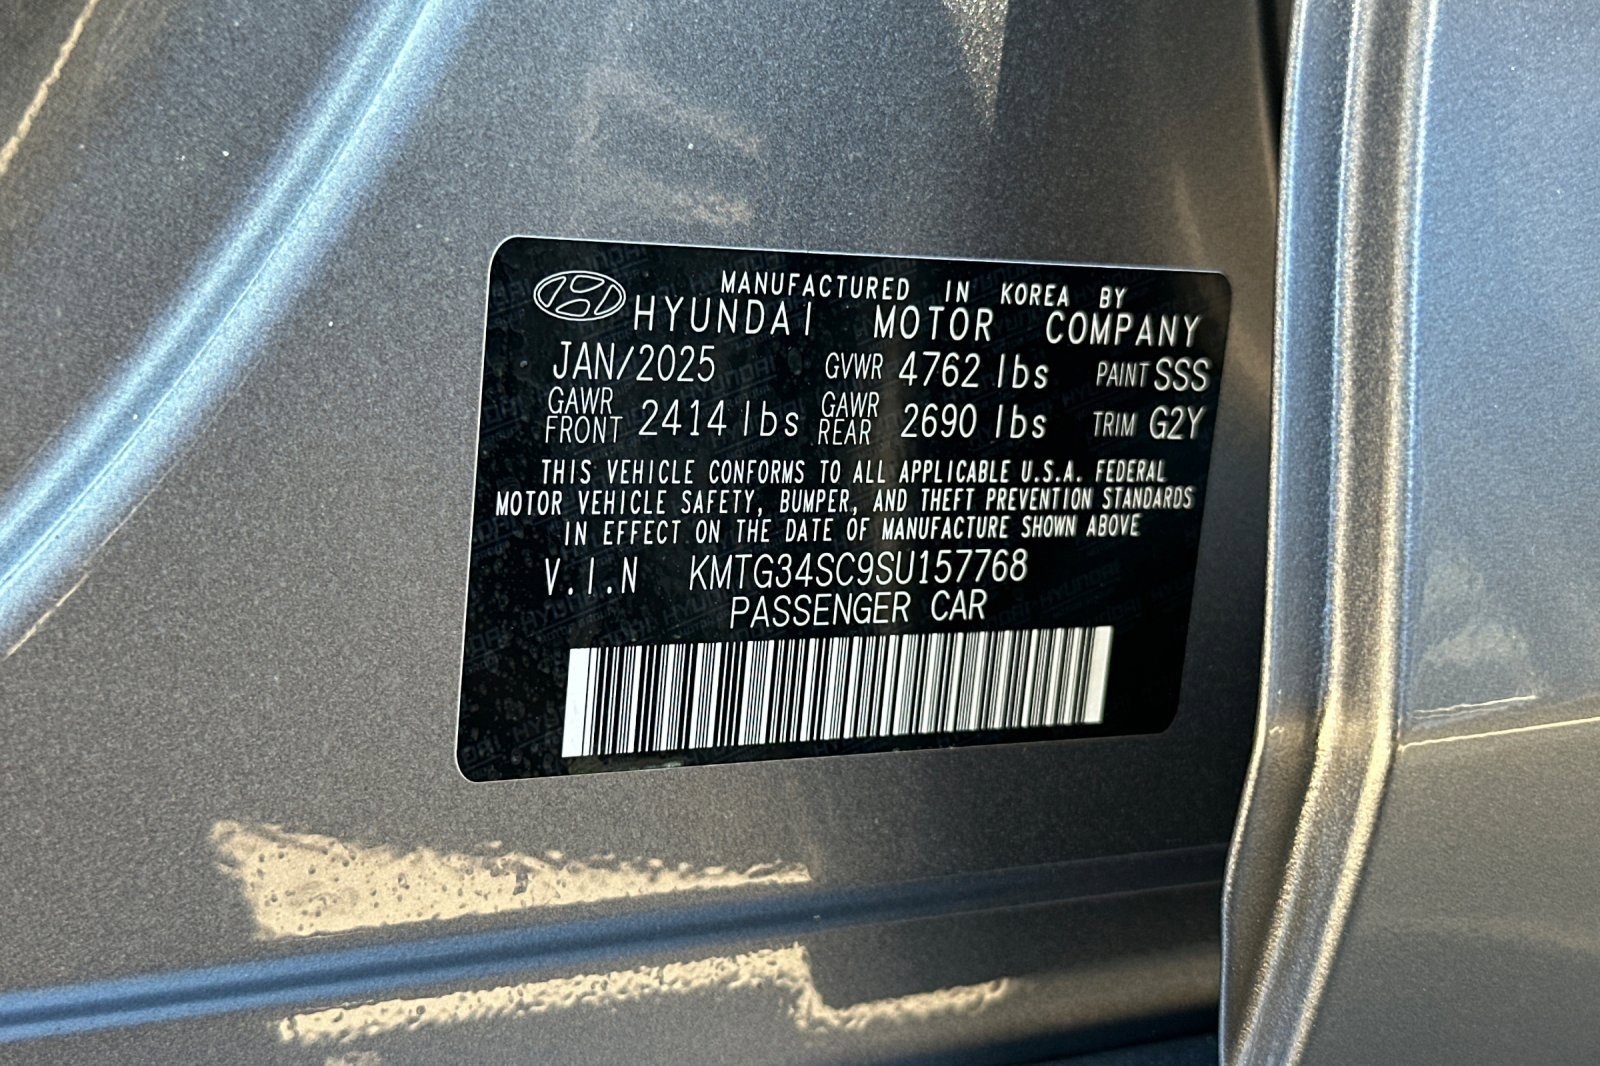 MANUFACTURED IN KOREA BY
HYUNDAI MOTOR COMPANY
JAN/2025 GVWR 4762 lbs PAINT SSS
GAWR FRONT 2414 lbs GAWR REAR 2690 lbs TRIM G2Y
THIS VEHICLE CONFORMS TO ALL APPLICABLE U.S.A. FEDERAL
MOTOR VEHICLE SAFETY, BUMPER, AND THEFT PREVENTION STANDARDS
IN EFFECT ON THE DATE OF MANUFACTURE SHOWN ABOVE
V.I.N KMTG34SC9SU157768
PASSENGER CAR